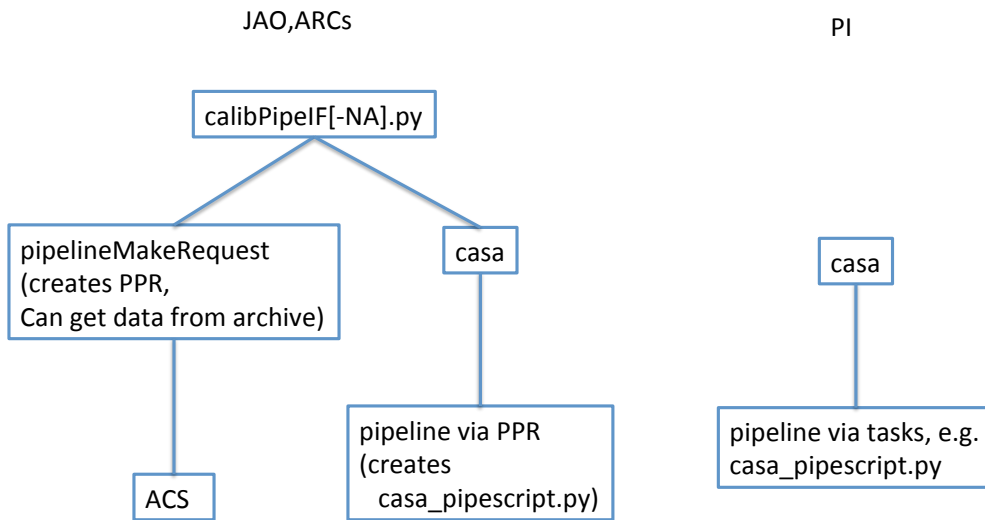 JAO,ARCs
PI
calibPipeIF[-NA].py
pipelineMakeRequest
(creates PPR,
Can get data from archive)
casa
casa
ACS
pipeline via PPR
(creates
casa_pipescript.py)
pipeline via tasks, e.g.
casa_pipescript.py